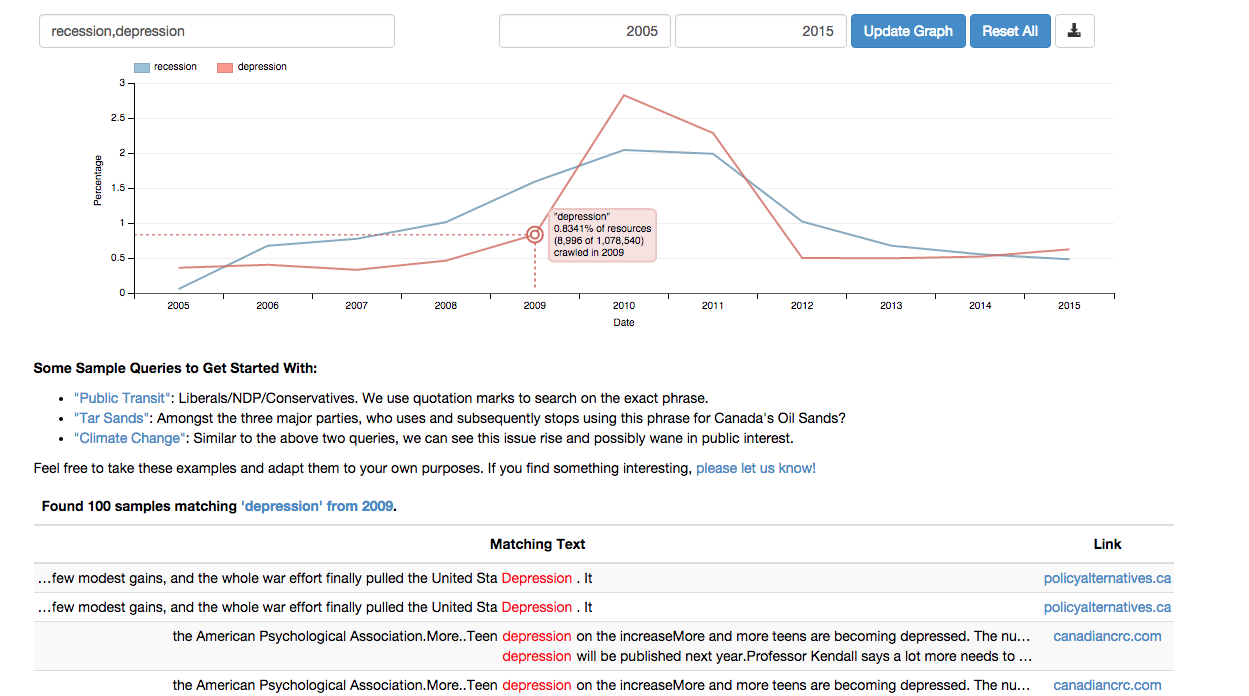 recession,depression 2005 2015 Update Graph Reset All
recession depression
3
2.5
2
1.5
1
0.5
0
Percentage
"depression"
0.8341% of resources
(8,996 of 1,078,540)
crawled in 2009
2005 2006 2007 2008 2009 2010 2011 2012 2013 2014 2015
Date
Some Sample Queries to Get Started With:
• "Public Transit": Liberals/NDP/Conservatives. We use quotation marks to search on the exact phrase.
• "Tar Sands": Amongst the three major parties, who uses and subsequently stops using this phrase for Canada's Oil Sands?
• "Climate Change": Similar to the above two queries, we can see this issue rise and possibly wane in public interest.
Feel free to take these examples and adapt them to your own purposes. If you find something interesting, please let us know!
Found 100 samples matching 'depression' from 2009.
Matching Text Link
...few modest gains, and the whole war effort finally pulled the United Sta Depression . It policyalternatives.ca
...few modest gains, and the whole war effort finally pulled the United Sta Depression . It policyalternatives.ca
the American Psychological Association.More..Teen depression on the increaseMore and more teens are becoming depressed. The nu... canadiancrc.com
depression will be published next year.Professor Kendall says a lot more needs to ...
the American Psychological Association.More..Teen depression on the increaseMore and more teens are becoming depressed. The nu... canadiancrc.com